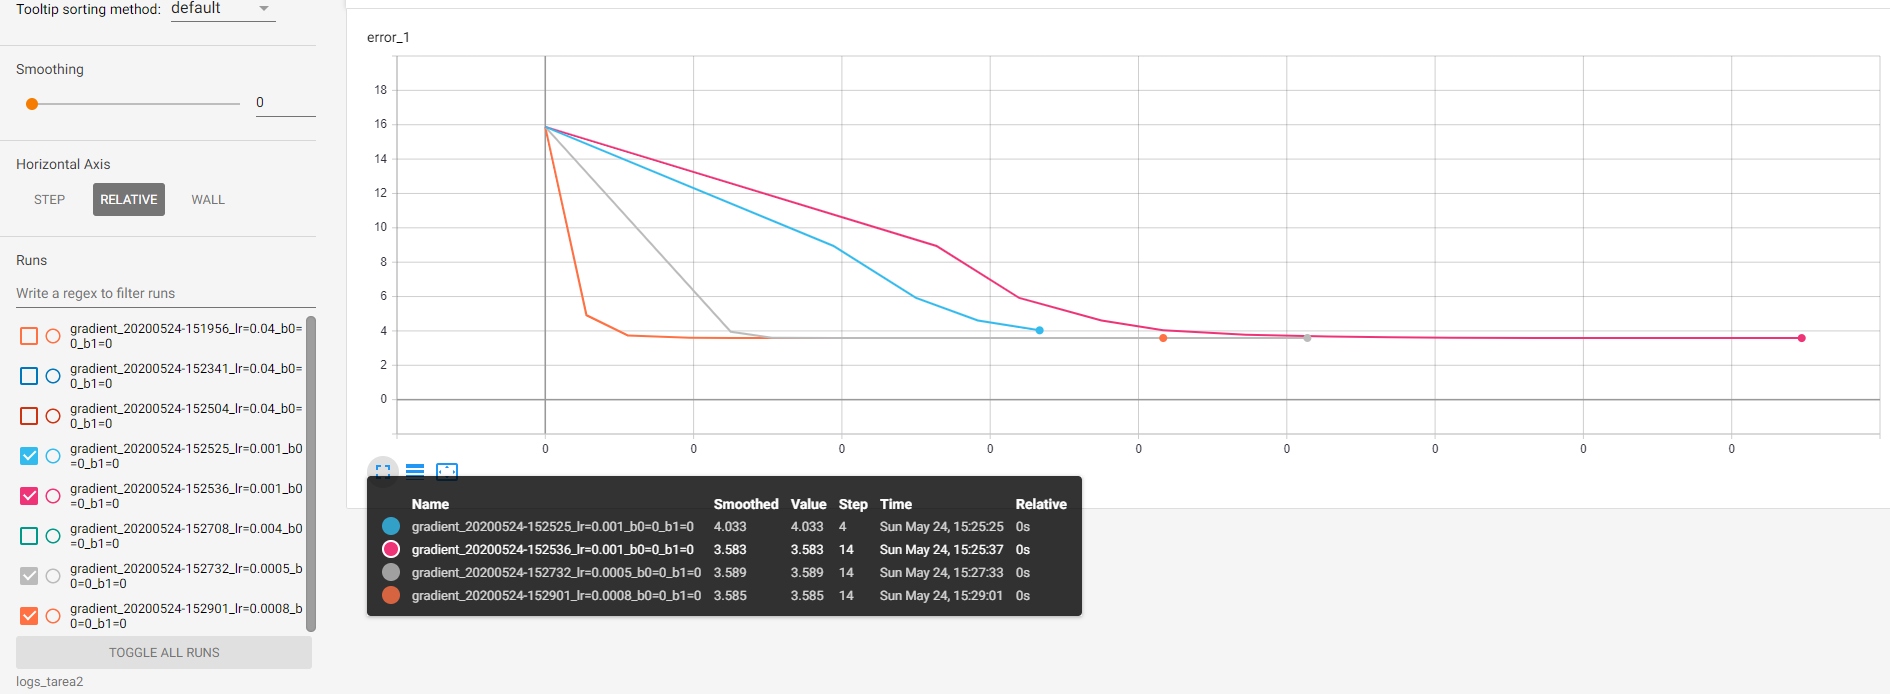 Tooltip sorting method: default
Smoothing
0
Horizontal Axis
STEP RELATIVE WALL
Runs
Write a regex to filter runs
gradient_20200524-151956_lr=0.04_b0=
0_b1=0
gradient_20200524-152341_lr=0.04_b0=
0_b1=0
gradient_20200524-152504_lr=0.04_b0=
0_b1=0
gradient_20200524-152525_lr=0.001_b0
=0_b1=0
gradient_20200524-152536_lr=0.001_b0
=0_b1=0
gradient_20200524-152708_lr=0.004_b0
=0_b1=0
gradient_20200524-152732_lr=0.0005_b
0=0_b1=0
gradient_20200524-152901_lr=0.0008_b
0=0_b1=0
TOGGLE ALL RUNS
logs_tarea2
error_1
18
16
14
12
10
8
6
4
2
0
0 0 0 0 0 0 0 0 0
Name Smoothed Value Step Time Relative
gradient_20200524-152525_lr=0.001_b0=0_b1=0 4.033 4.033 4 Sun May 24, 15:25:25 0s
gradient_20200524-152536_lr=0.001_b0=0_b1=0 3.583 3.583 14 Sun May 24, 15:25:37 0s
gradient_20200524-152732_lr=0.0005_b0=0_b1=0 3.589 3.589 14 Sun May 24, 15:27:33 0s
gradient_20200524-152901_lr=0.0008_b0=0_b1=0 3.585 3.585 14 Sun May 24, 15:29:01 0s